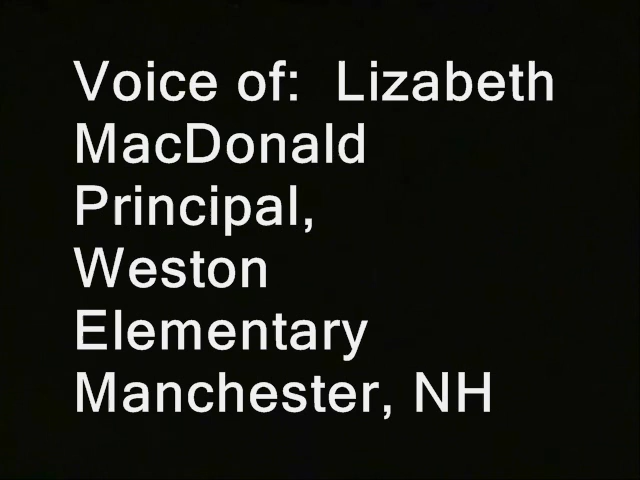 Voice of:  Lizabeth
MacDonald
Principal,
Weston
Elementary
Manchester, NH